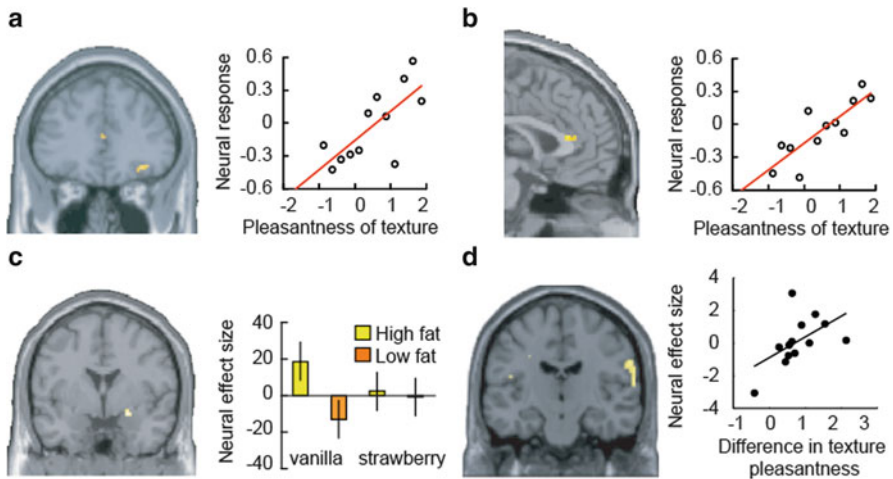 a
Neural response
0.6
0.3
0
-0.3
-0.6
-2 -1 0 1 2
Pleasantness of texture
b
Neural response
0.6
0.3
0
-0.3
-0.6
-2 -1 0 1 2
Pleasantness of texture
c
Neural effect size
40
20
0
-20
-40
High fat
Low fat
vanilla strawberry
d
Neural effect size
4
2
0
-2
-4
-1 0 1 2 3
Difference in texture
pleasantness